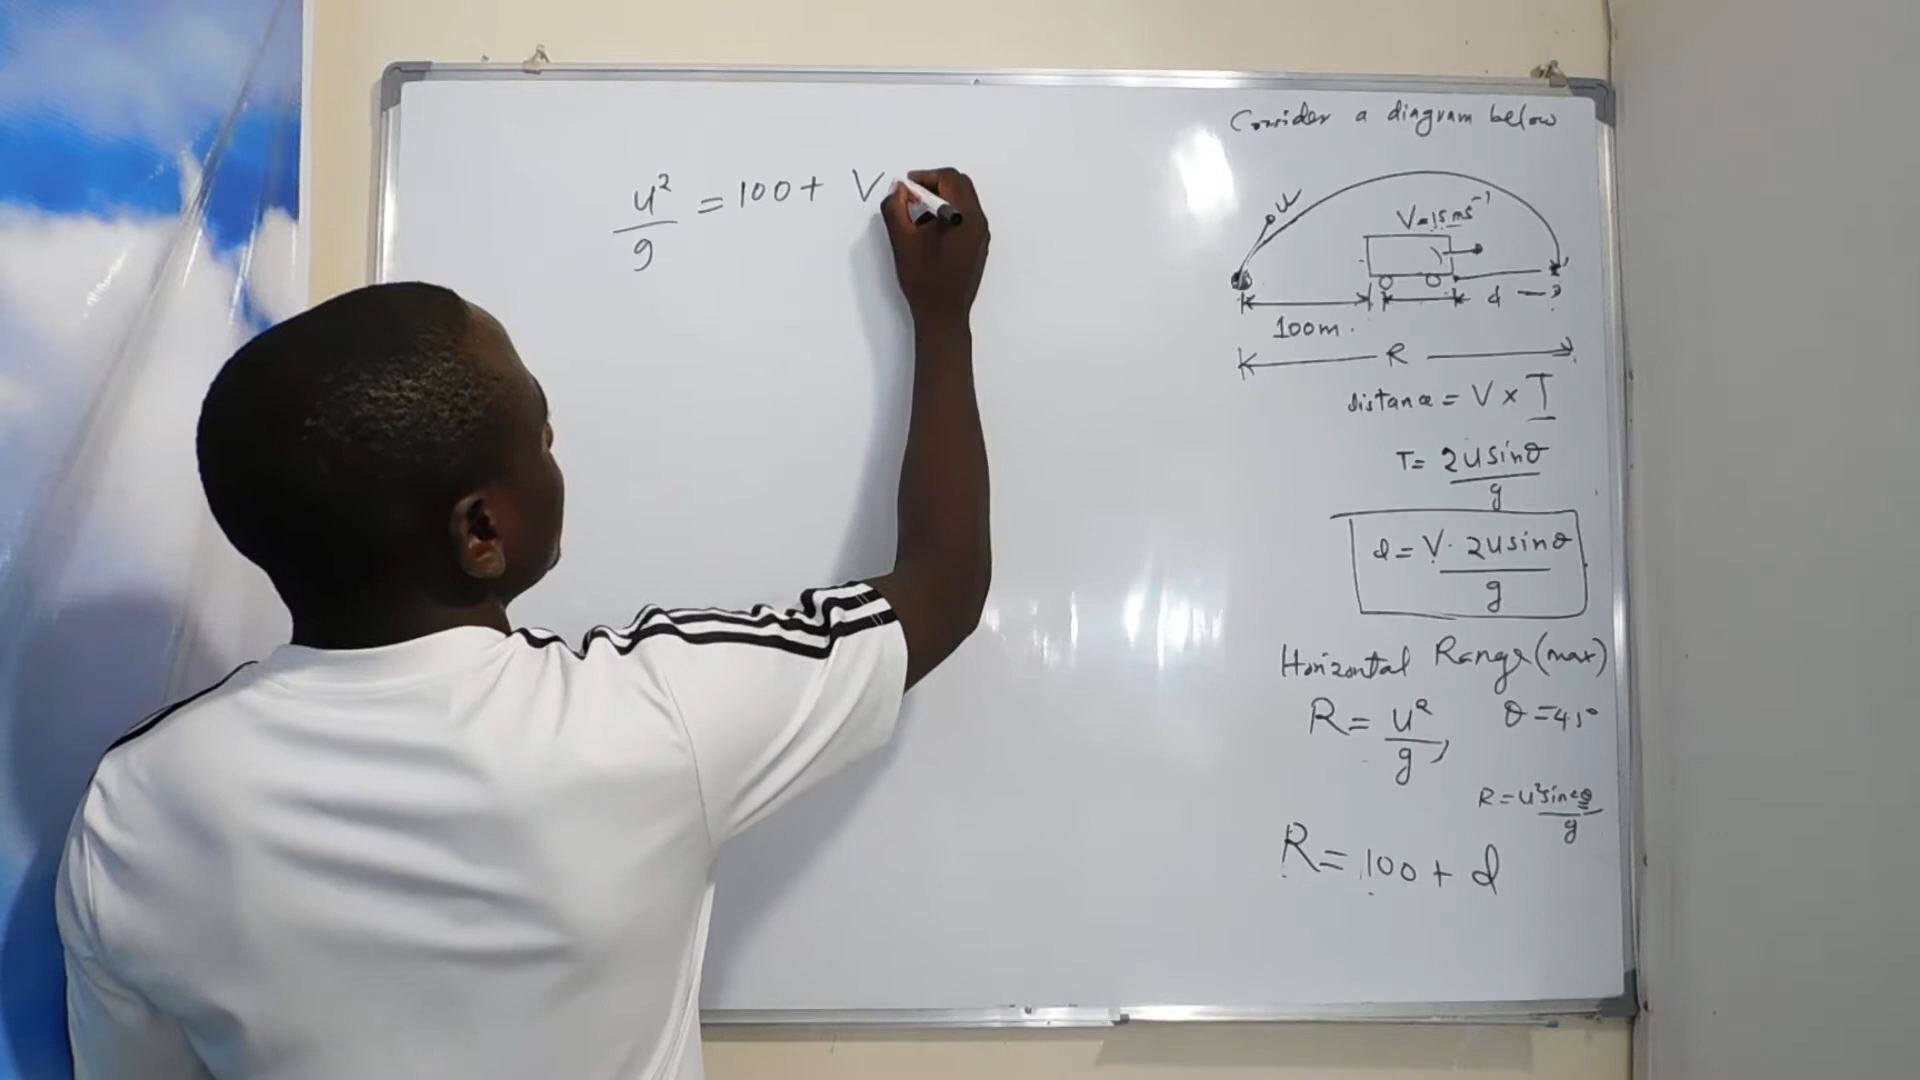 u² / g = 100 + V
Consider a diagram below
u
V=15ms⁻¹
d
100m.
R
distance = V × T
T = 2usinθ / g
d = V · 2usinθ / g
Horizontal Range (max)
R = u² / g, θ = 45°
R = u²sin2θ / g
R = 100 + d